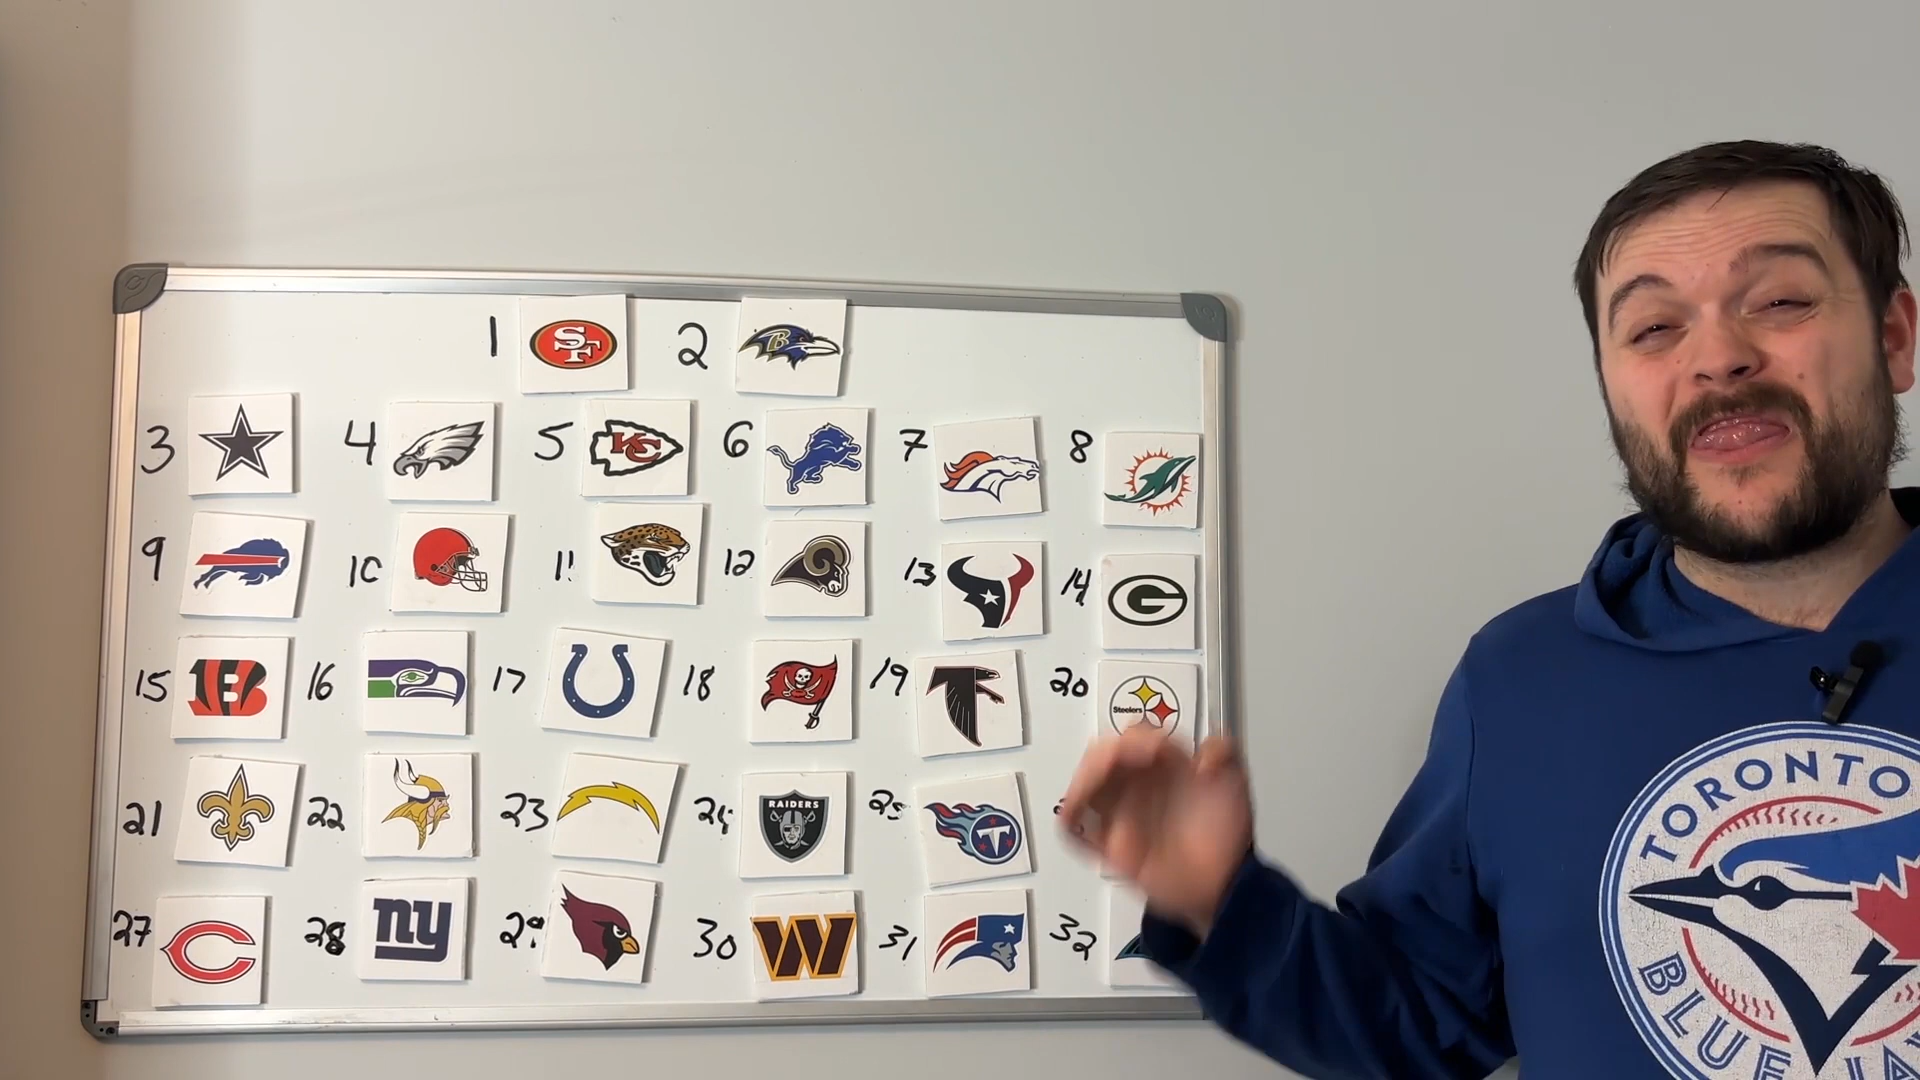 1 SF 2 B
3 4 5 KC 6 7 8
9 10 11 12 13 14 G
15 B 16 17 18 19 20 Steelers
21 22 23 24 RAIDERS 25 T
27 C 28 ny 29 30 W 31 32
TORONTO
BLUE JA